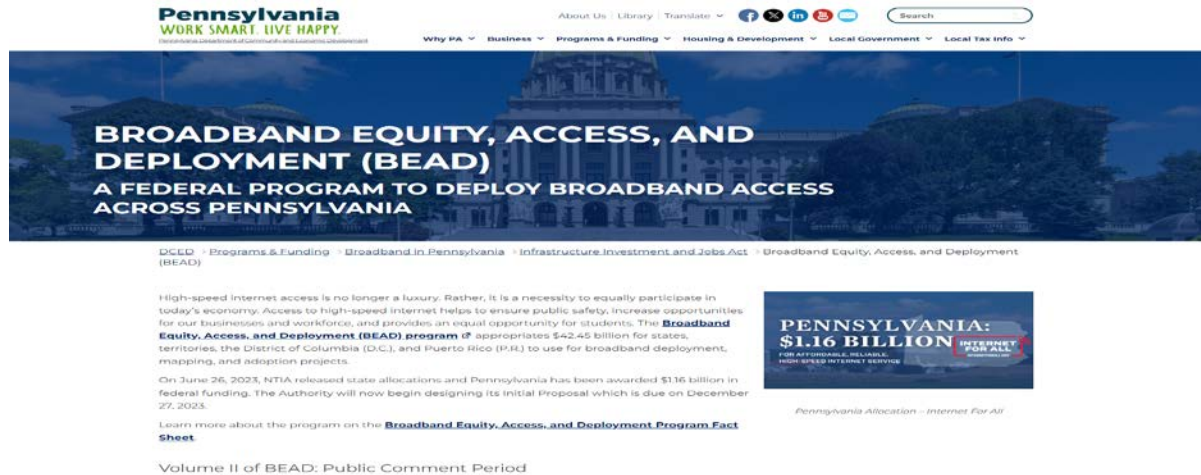 Pennsylvania
WORK SMART. LIVE HAPPY.
Pennsylvania Department of Community and Economic Development
About Us | Library | Translate
Search
Why PA Business Programs & Funding Housing & Development Local Government Local Tax Info
BROADBAND EQUITY, ACCESS, AND
DEPLOYMENT (BEAD)
A FEDERAL PROGRAM TO DEPLOY BROADBAND ACCESS
ACROSS PENNSYLVANIA
DCED > Programs & Funding > Broadband in Pennsylvania > Infrastructure Investment and Jobs Act > Broadband Equity, Access, and Deployment
(BEAD)
High-speed internet access is no longer a luxury. Rather, it is a necessity to equally participate in
today's economy. Access to high-speed internet helps to ensure public safety, increase opportunities
for our businesses and workforce, and provides an equal opportunity for students. The Broadband
Equity, Access, and Deployment (BEAD) program appropriates $42.45 billion for states,
territories, the District of Columbia (D.C.), and Puerto Rico (P.R.) to use for broadband deployment,
mapping, and adoption projects.
On June 26, 2023, NTIA released state allocations and Pennsylvania has been awarded $1.16 billion in
federal funding. The Authority will now begin designing its Initial Proposal which is due on December
27, 2023.
Learn more about the program on the Broadband Equity, Access, and Deployment Program Fact
Sheet.
PENNSYLVANIA:
$1.16 BILLION
FOR AFFORDABLE, RELIABLE,
HIGH-SPEED INTERNET SERVICE
INTERNET
FOR ALL
Pennsylvania Allocation – Internet For All
Volume II of BEAD: Public Comment Period